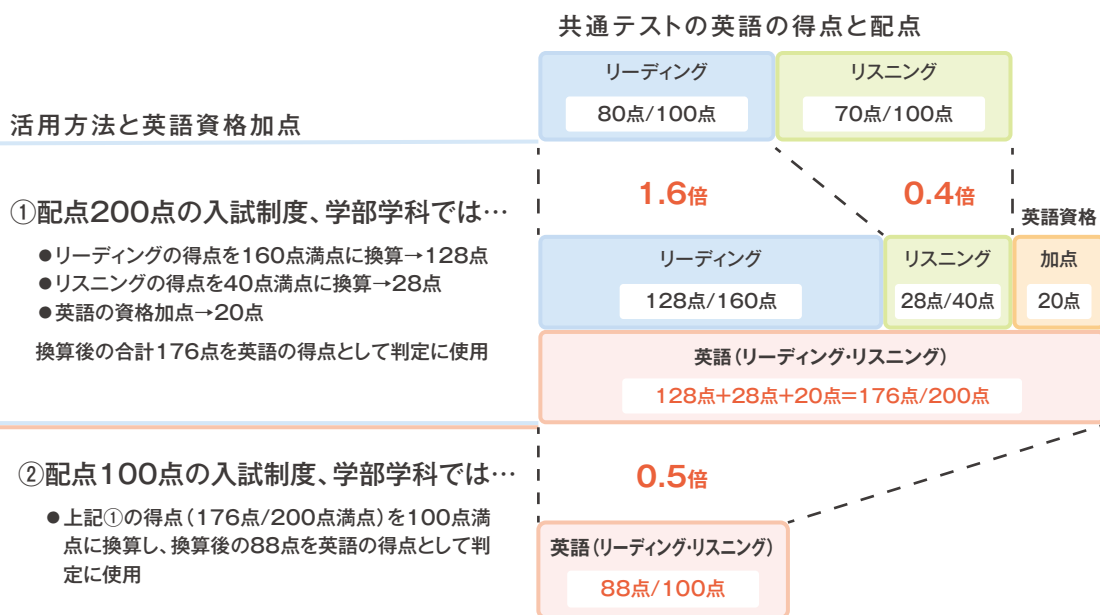 共通テストの英語の得点と配点
リーディング
リスニング
80点/100点
70点/100点
活用方法と英語資格加点
①配点200点の入試制度、学部学科では…
●リーディングの得点を160点満点に換算→128点
●リスニングの得点を40点満点に換算→28点
●英語の資格加点→20点
換算後の合計176点を英語の得点として判定に使用
1.6倍
0.4倍
英語資格
リーディング
リスニング
加点
128点/160点
28点/40点
20点
英語(リーディング・リスニング)
128点+28点+20点=176点/200点
②配点100点の入試制度、学部学科では…
●上記①の得点(176点/200点満点)を100点満
点に換算し、換算後の88点を英語の得点として判
定に使用
0.5倍
英語(リーディング・リスニング)
88点/100点